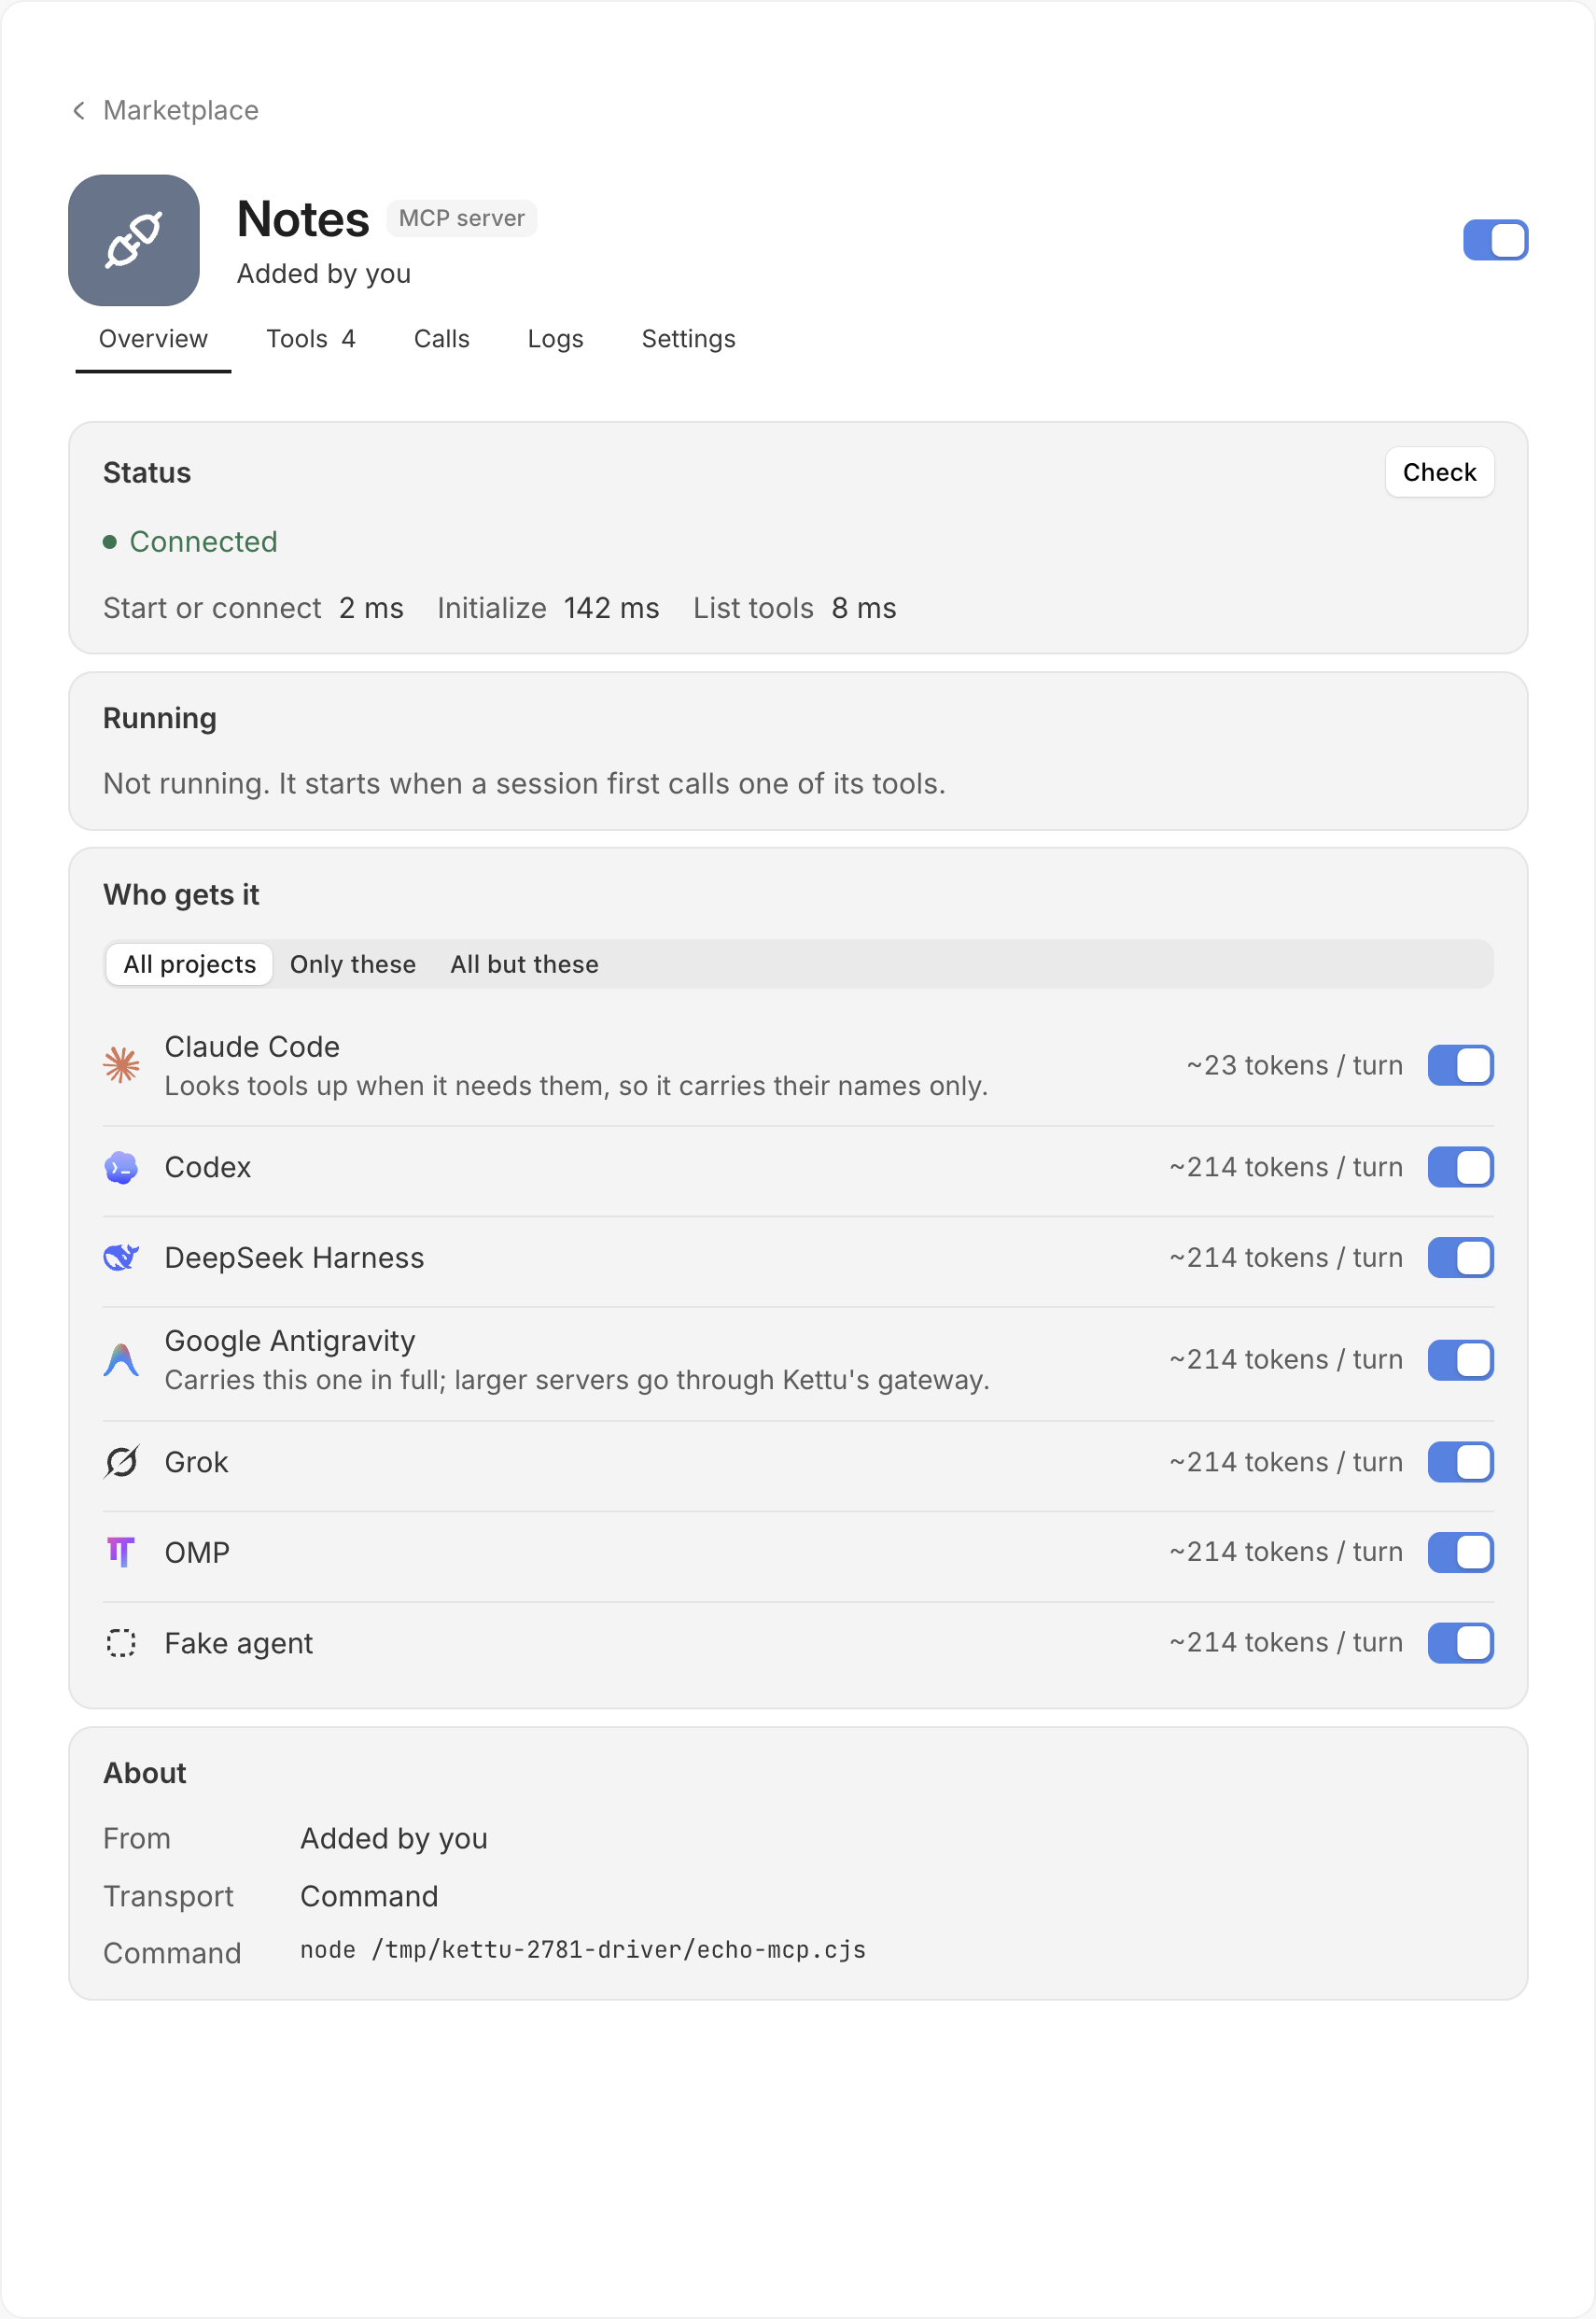 Marketplace
Notes MCP server
Added by you
Overview Tools 4 Calls Logs Settings
Status Check
Connected
Start or connect 2 ms Initialize 142 ms List tools 8 ms
Running
Not running. It starts when a session first calls one of its tools.
Who gets it
All projects Only these All but these
Claude Code
Looks tools up when it needs them, so it carries their names only.
~23 tokens / turn
Codex ~214 tokens / turn
DeepSeek Harness ~214 tokens / turn
Google Antigravity
Carries this one in full; larger servers go through Kettu's gateway.
~214 tokens / turn
Grok ~214 tokens / turn
OMP ~214 tokens / turn
Fake agent ~214 tokens / turn
About
From Added by you
Transport Command
Command node /tmp/kettu-2781-driver/echo-mcp.cjs